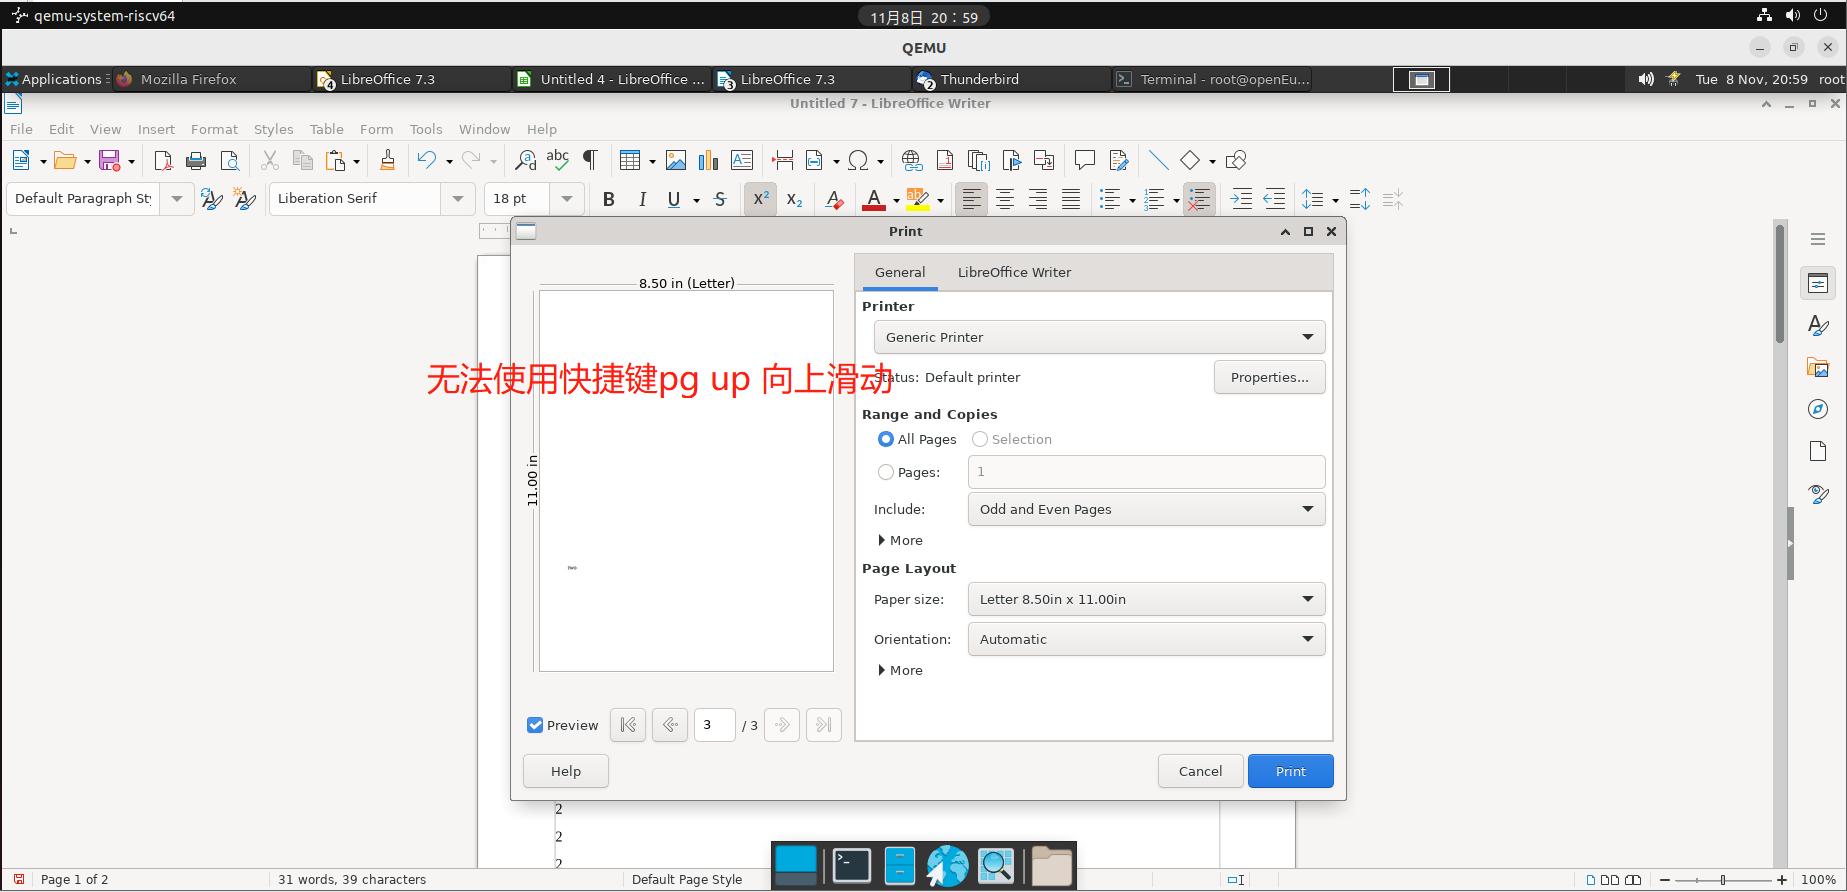 qemu-system-riscv64
11月8日 20：59
QEMU
Applications
Mozilla Firefox
4 LibreOffice 7.3
Untitled 4 - LibreOffice ...
3 LibreOffice 7.3
2 Thunderbird
Terminal - root@openEu...
Tue 8 Nov, 20:59 root
Untitled 7 - LibreOffice Writer
File Edit View Insert Format Styles Table Form Tools Window Help
Default Paragraph Sty
Liberation Serif
18 pt
Print
8.50 in (Letter)
11.00 in
General LibreOffice Writer
Printer
Generic Printer
无法使用快捷键pg up 向上滑动
Status: Default printer
Properties...
Range and Copies
All Pages Selection
Pages: 1
Include: Odd and Even Pages
More
Page Layout
Paper size: Letter 8.50in x 11.00in
Orientation: Automatic
More
Preview 3 / 3
Help Cancel Print
2
2
2
Page 1 of 2
31 words, 39 characters
Default Page Style
100%